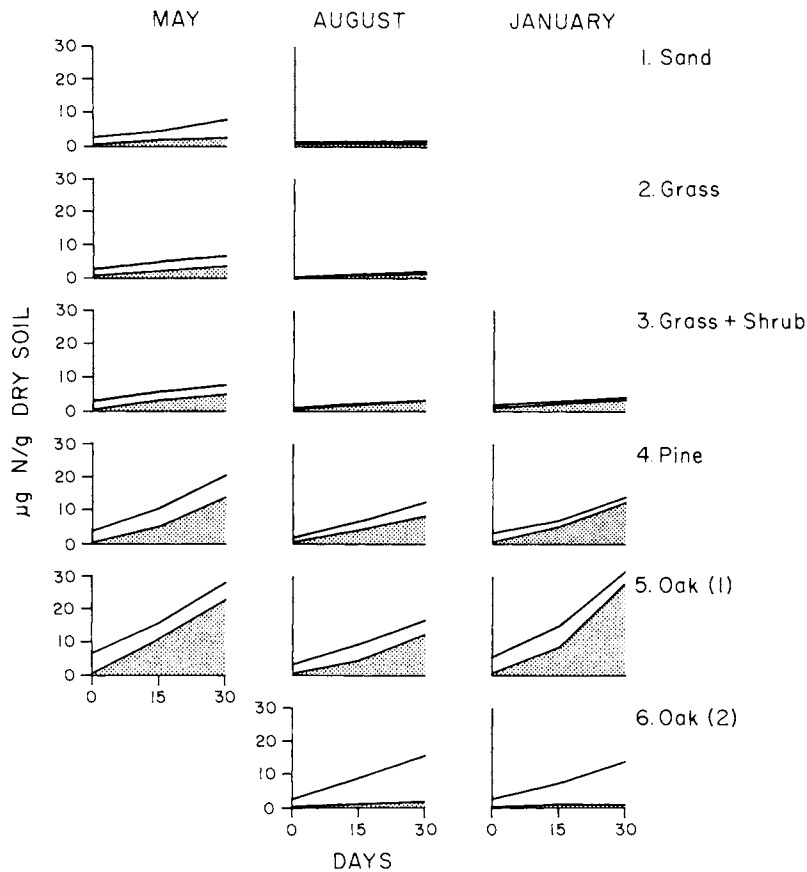 MAY AUGUST JANUARY
30
20
10
0
1. Sand
30
20
10
0
2. Grass
30
20
10
0
3. Grass + Shrub
µg N/g DRY SOIL
30
20
10
0
4. Pine
30
20
10
0
5. Oak (1)
0 15 30
30
20
10
0
6. Oak (2)
0 15 30 0 15 30
DAYS